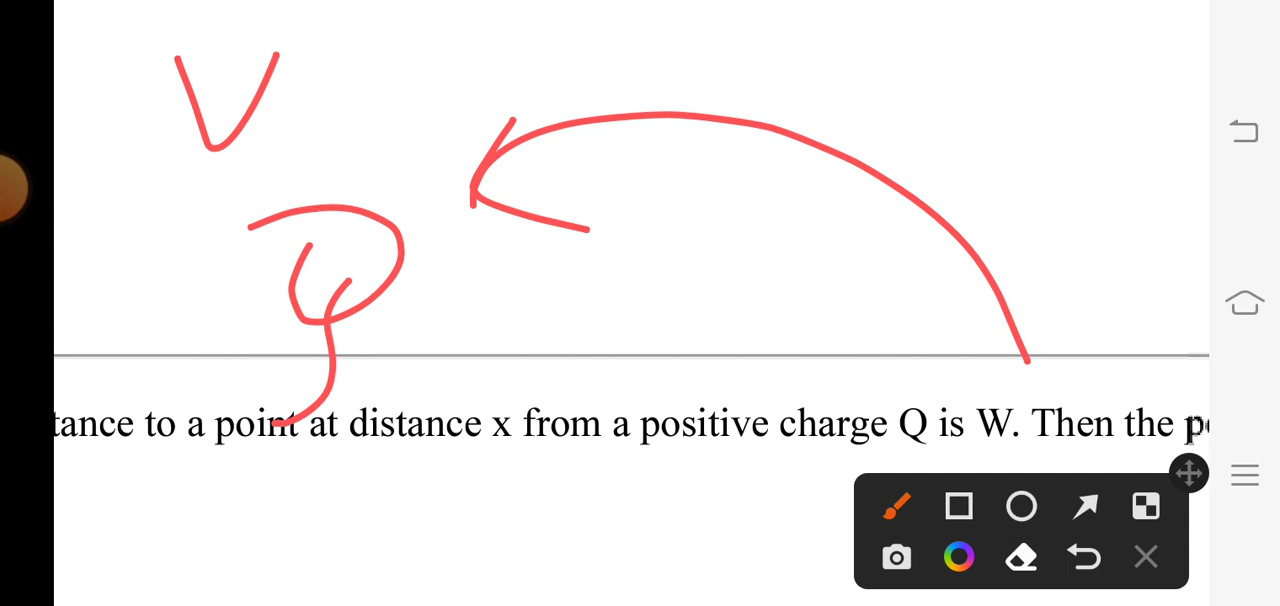 V
tance to a point at distance x from a positive charge Q is W. Then the